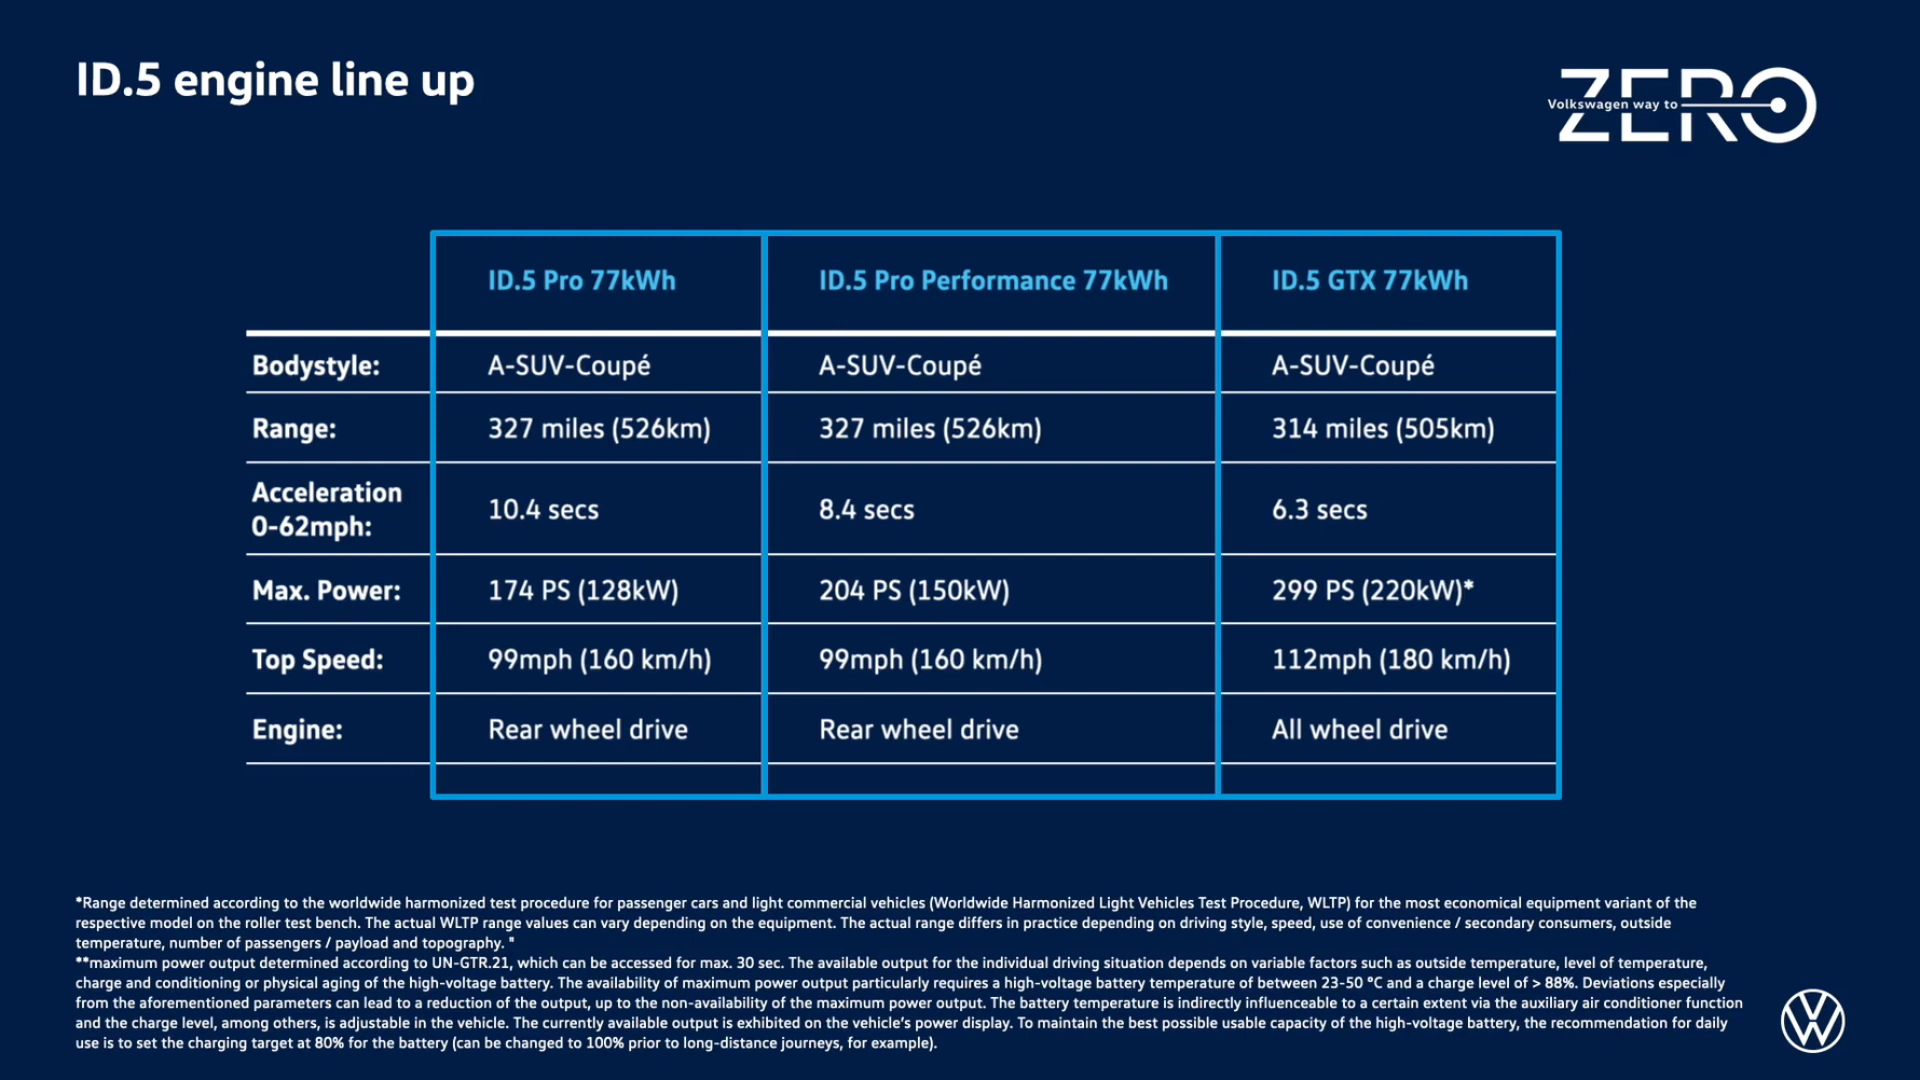 ID.5 engine line up
Volkswagen way to
ZERO
ID.5 Pro 77kWh ID.5 Pro Performance 77kWh ID.5 GTX 77kWh
Bodystyle: A-SUV-Coupé A-SUV-Coupé A-SUV-Coupé
Range: 327 miles (526km) 327 miles (526km) 314 miles (505km)
Acceleration
0-62mph: 10.4 secs 8.4 secs 6.3 secs
Max. Power: 174 PS (128kW) 204 PS (150kW) 299 PS (220kW)*
Top Speed: 99mph (160 km/h) 99mph (160 km/h) 112mph (180 km/h)
Engine: Rear wheel drive Rear wheel drive All wheel drive
*Range determined according to the worldwide harmonized test procedure for passenger cars and light commercial vehicles (Worldwide Harmonized Light Vehicles Test Procedure, WLTP) for the most economical equipment variant of the
respective model on the roller test bench. The actual WLTP range values can vary depending on the equipment. The actual range differs in practice depending on driving style, speed, use of convenience / secondary consumers, outside
temperature, number of passengers / payload and topography. "
**maximum power output determined according to UN-GTR.21, which can be accessed for max. 30 sec. The available output for the individual driving situation depends on variable factors such as outside temperature, level of temperature,
charge and conditioning or physical aging of the high-voltage battery. The availability of maximum power output particularly requires a high-voltage battery temperature of between 23-50 °C and a charge level of > 88%. Deviations especially
from the aforementioned parameters can lead to a reduction of the output, up to the non-availability of the maximum power output. The battery temperature is indirectly influenceable to a certain extent via the auxiliary air conditioner function
and the charge level, among others, is adjustable in the vehicle. The currently available output is exhibited on the vehicle's power display. To maintain the best possible usable capacity of the high-voltage battery, the recommendation for daily
use is to set the charging target at 80% for the battery (can be changed to 100% prior to long-distance journeys, for example).